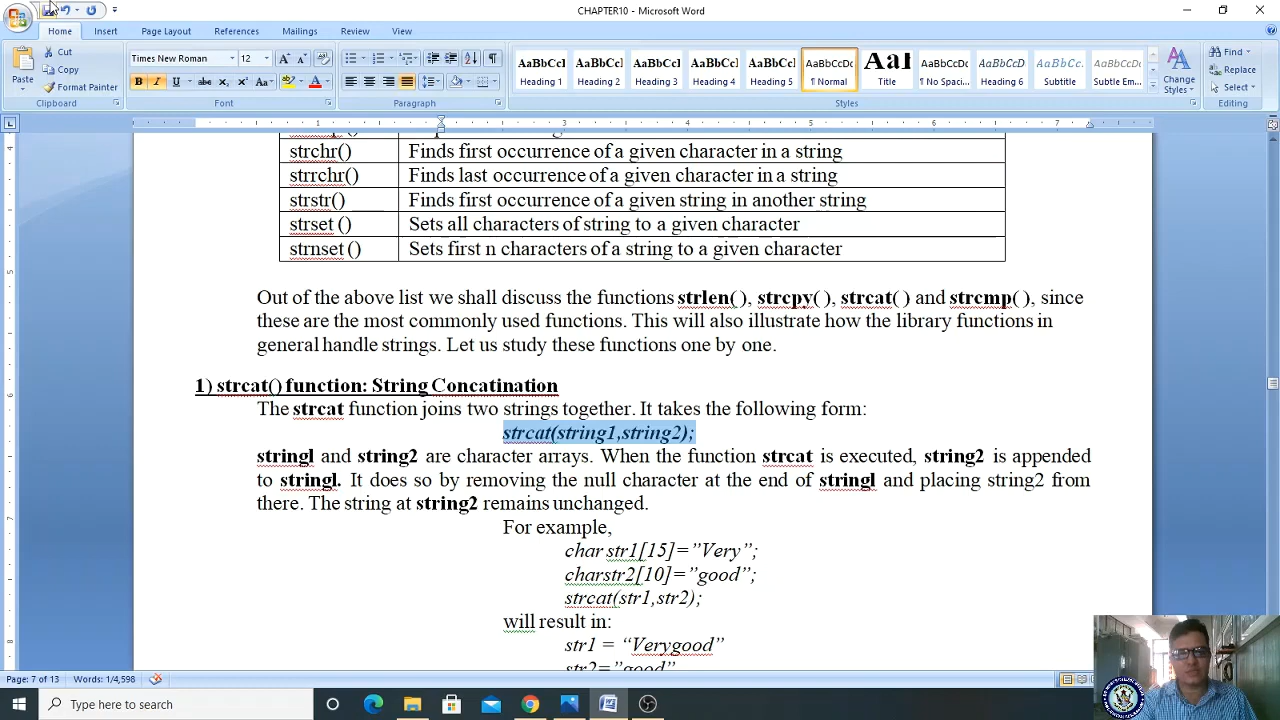 CHAPTER10 - Microsoft Word
Home Insert Page Layout References Mailings Review View
Paste Cut Copy Format Painter Clipboard
Times New Roman 12 Font
Paragraph
AaBbCcI Heading 1 AaBbCcI Heading 2 AaBbCcI Heading 3 AaBbCcI Heading 4 AaBbCcI Heading 5 AaBbCcDc ¶ Normal AaBl Title AaBbCcDc ¶ No Spaci... AaBbCcL Heading 6 AaBbCcDc Subtitle AaBbCcDc Subtle Em... Change Styles Styles
Find Replace Select Editing
strchr() Finds first occurrence of a given character in a string
strrchr() Finds last occurrence of a given character in a string
strstr() Finds first occurrence of a given string in another string
strset () Sets all characters of string to a given character
strnset () Sets first n characters of a string to a given character
Out of the above list we shall discuss the functions strlen( ), strcpy( ), strcat( ) and strcmp( ), since
these are the most commonly used functions. This will also illustrate how the library functions in
general handle strings. Let us study these functions one by one.
1) strcat() function: String Concatination
The strcat function joins two strings together. It takes the following form:
strcat(string1,string2);
stringl and string2 are character arrays. When the function strcat is executed, string2 is appended
to stringl. It does so by removing the null character at the end of stringl and placing string2 from
there. The string at string2 remains unchanged.
For example,
char str1[15]=”Very”;
charstr2[10]=”good”;
strcat(str1,str2);
will result in:
str1 = “Verygood”
str2=”good”
Page: 7 of 13 Words: 1/4,598
Type here to search